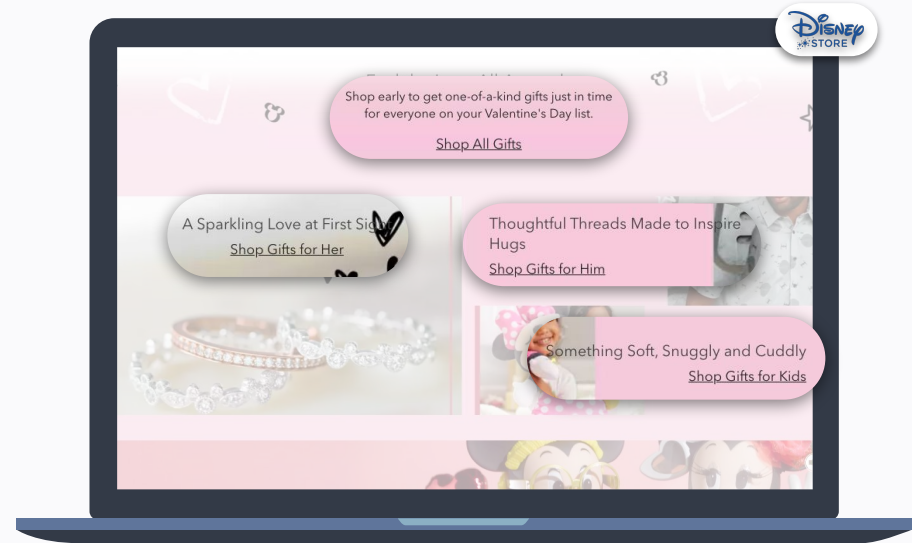 Disney
STORE
Shop early to get one-of-a-kind gifts just in time
for everyone on your Valentine's Day list.
Shop All Gifts
A Sparkling Love at First Sight
Shop Gifts for Her
Thoughtful Threads Made to Inspire
Hugs
Shop Gifts for Him
Something Soft, Snuggly and Cuddly
Shop Gifts for Kids